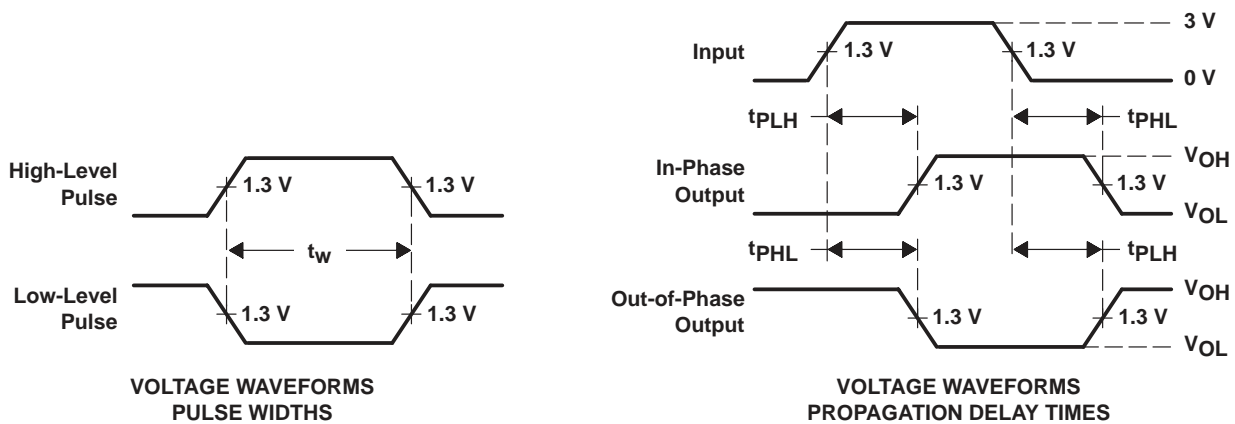 High-Level
Pulse
1.3 V
1.3 V
tw
Low-Level
Pulse
1.3 V
1.3 V
VOLTAGE WAVEFORMS
PULSE WIDTHS
Input
1.3 V
1.3 V
3 V
0 V
tPLH
tPHL
In-Phase
Output
1.3 V
1.3 V
VOH
VOL
tPHL
tPLH
Out-of-Phase
Output
1.3 V
1.3 V
VOH
VOL
VOLTAGE WAVEFORMS
PROPAGATION DELAY TIMES